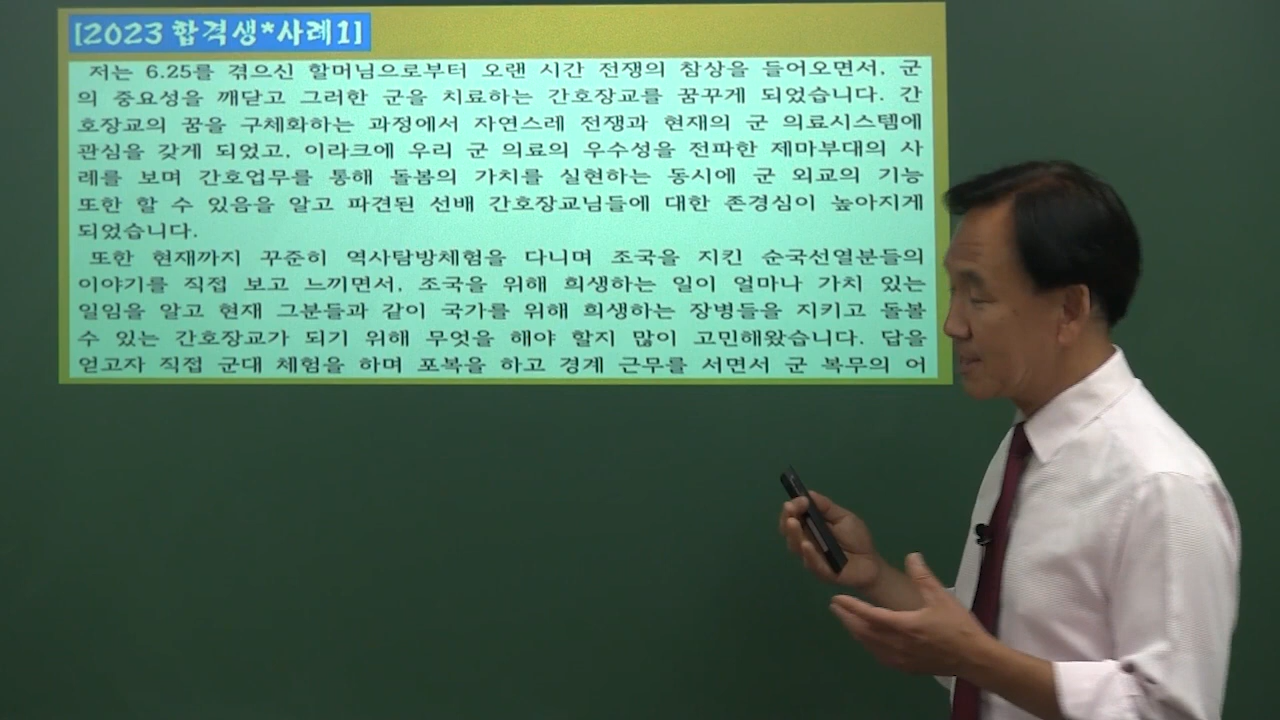 [2023 합격생*사례1]
저는 6.25를 겪으신 할머님으로부터 오랜 시간 전쟁의 참상을 들어오면서, 군
의 중요성을 깨닫고 그러한 군을 치료하는 간호장교를 꿈꾸게 되었습니다. 간
호장교의 꿈을 구체화하는 과정에서 자연스레 전쟁과 현재의 군 의료시스템에
관심을 갖게 되었고, 이라크에 우리 군 의료의 우수성을 전파한 제마부대의 사
례를 보며 간호업무를 통해 돌봄의 가치를 실현하는 동시에 군 외교의 기능
또한 할 수 있음을 알고 파견된 선배 간호장교님들에 대한 존경심이 높아지게
되었습니다.
또한 현재까지 꾸준히 역사탐방체험을 다니며 조국을 지킨 순국선열분들의
이야기를 직접 보고 느끼면서, 조국을 위해 희생하는 일이 얼마나 가치 있는
일임을 알고 현재 그분들과 같이 국가를 위해 희생하는 장병들을 지키고 돌볼
수 있는 간호장교가 되기 위해 무엇을 해야 할지 많이 고민해왔습니다. 답을
얻고자 직접 군대 체험을 하며 포복을 하고 경계 근무를 서면서 군 복무의 어